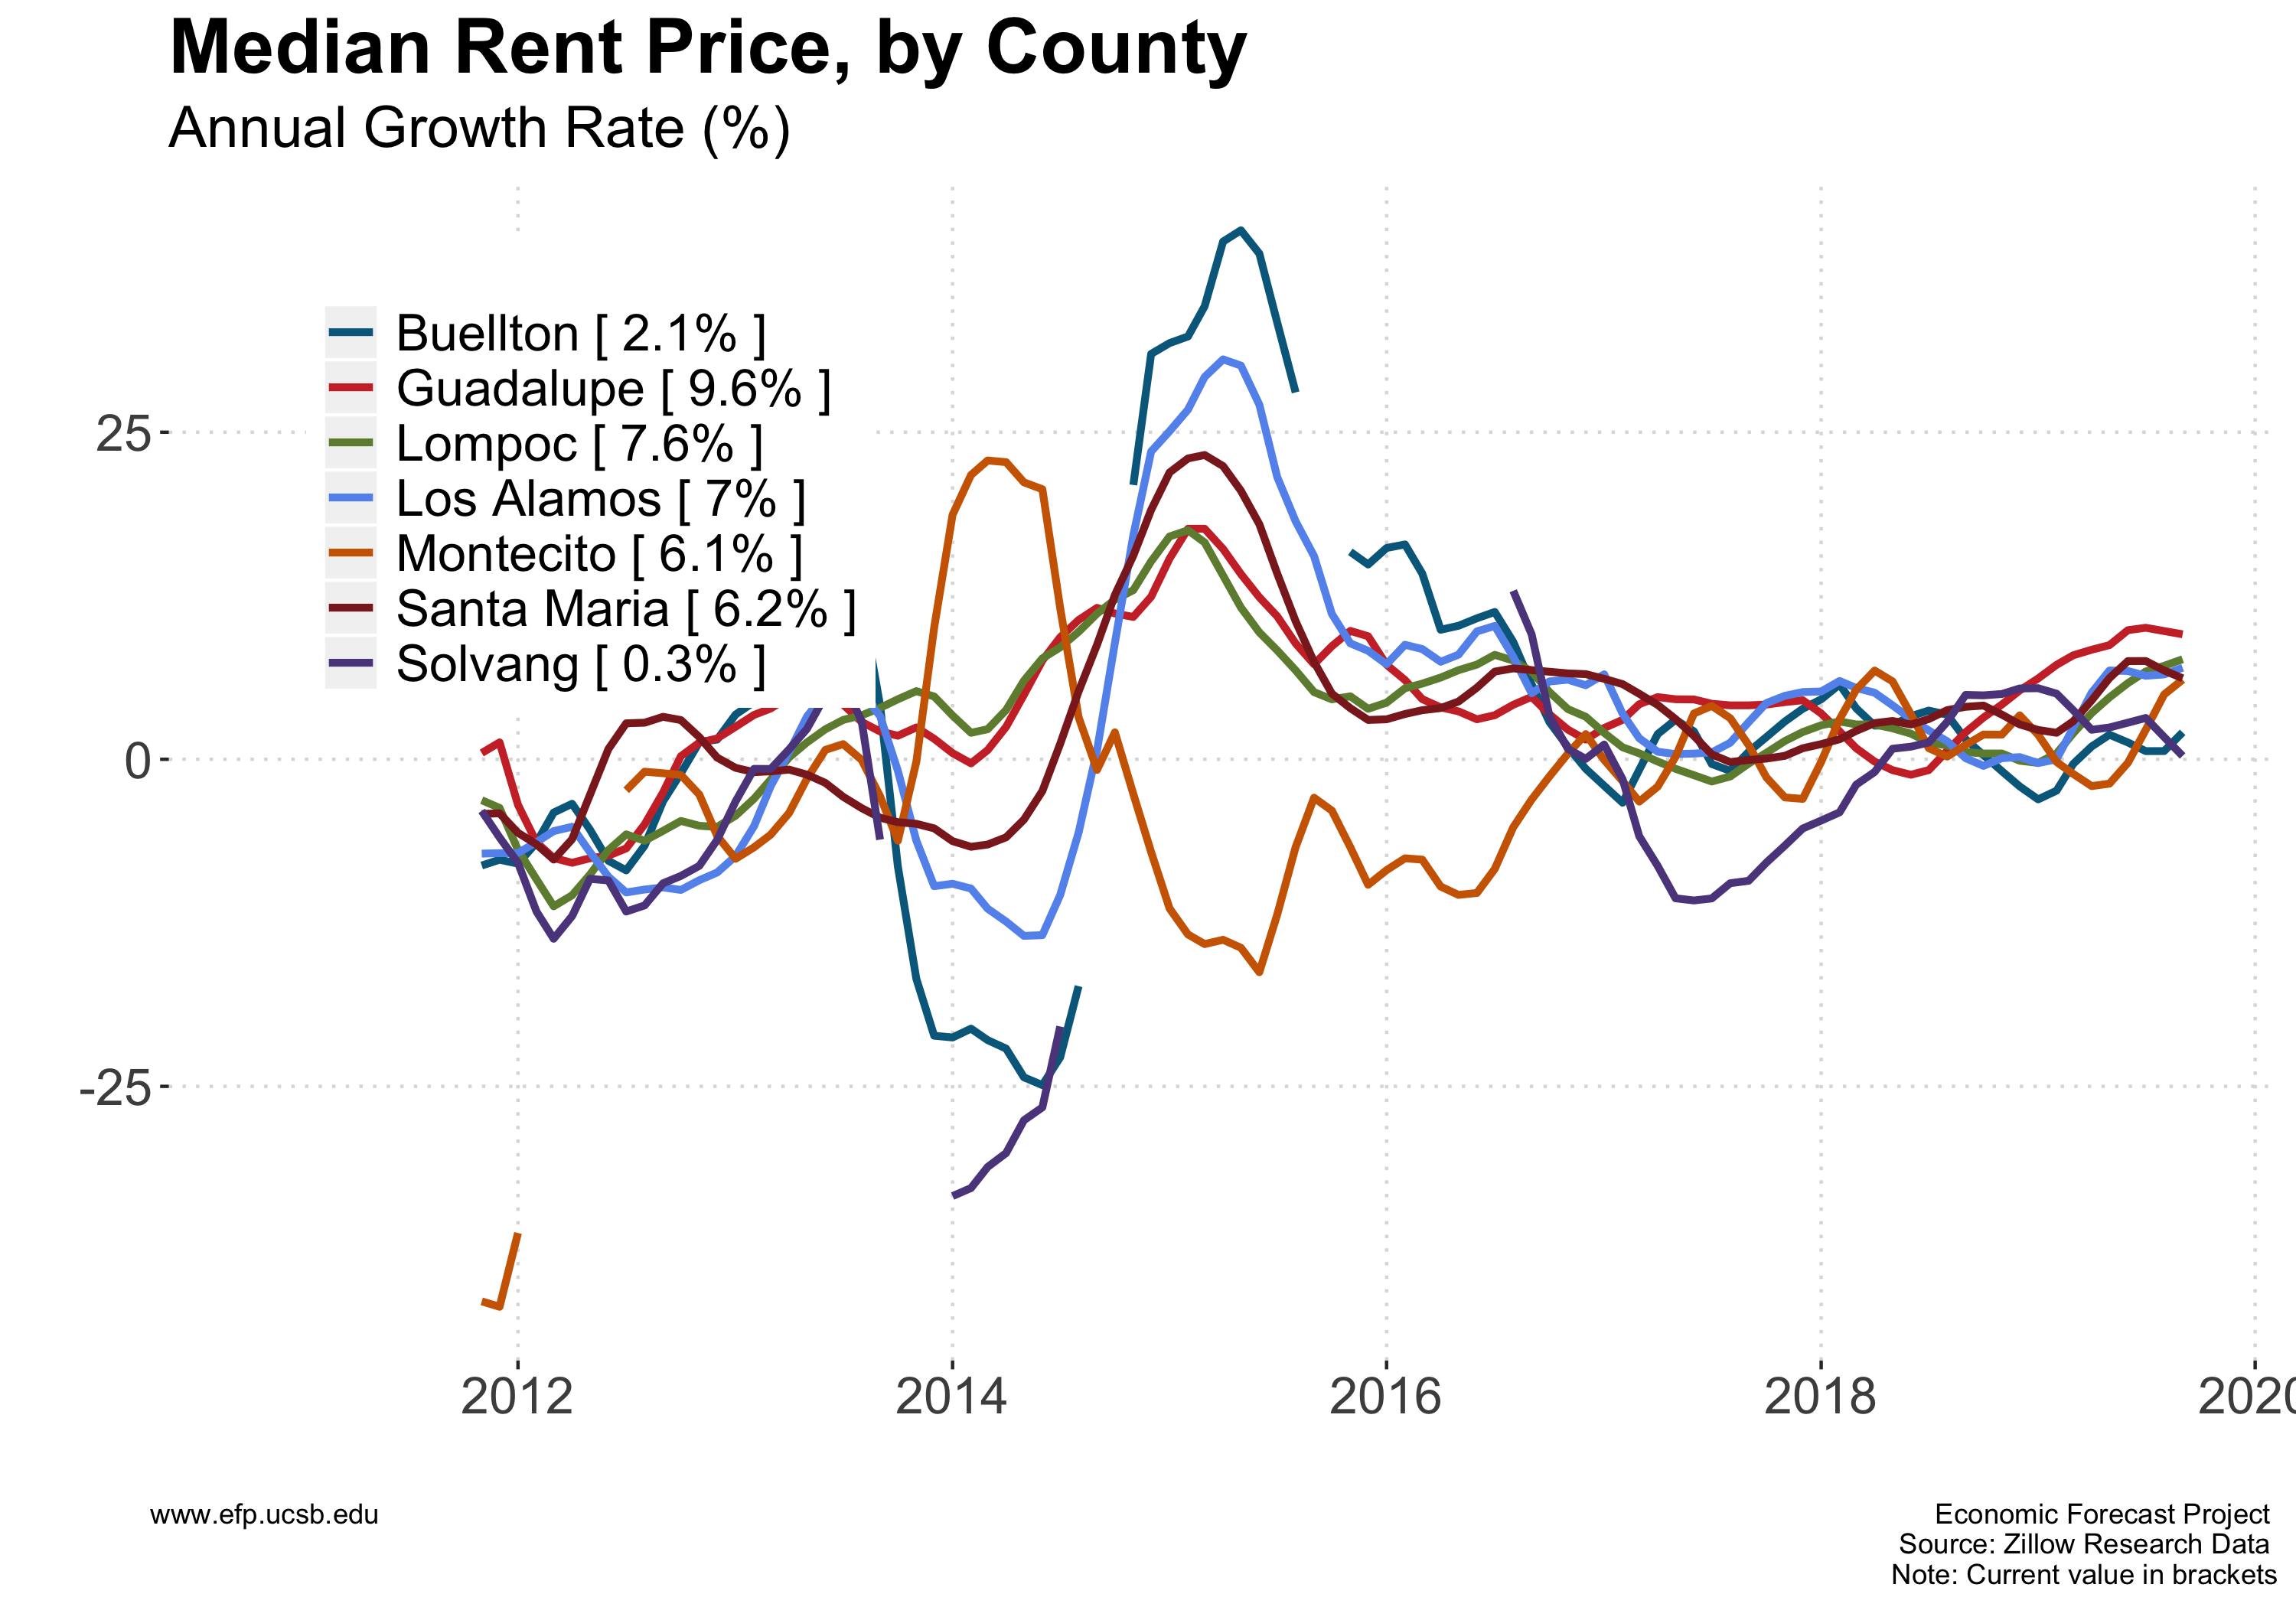 Median Rent Price, by County
Annual Growth Rate (%)
Buellton [ 2.1% ]
Guadalupe [ 9.6% ]
Lompoc [ 7.6% ]
Los Alamos [ 7% ]
Montecito [ 6.1% ]
Santa Maria [ 6.2% ]
Solvang [ 0.3% ]
25
0
-25
2012 2014 2016 2018 2020
www.efp.ucsb.edu
Economic Forecast Project
Source: Zillow Research Data
Note: Current value in brackets